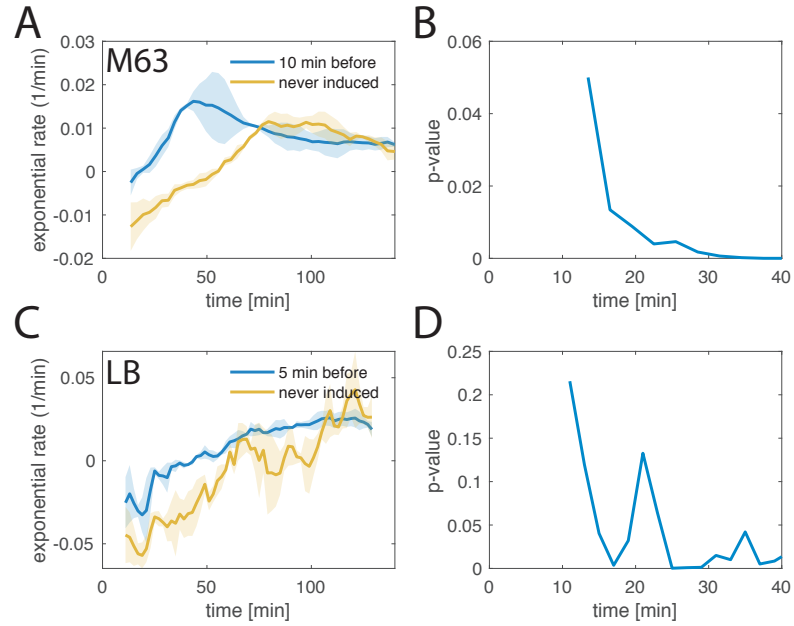 A
M63
10 min before
never induced
exponential rate (1/min)
0.03
0.02
0.01
0
-0.01
-0.02
0
50
100
time [min]
B
p-value
0.06
0.04
0.02
0
0
10
20
30
40
time [min]
C
LB
5 min before
never induced
exponential rate (1/min)
0.05
0
-0.05
0
50
100
time [min]
D
p-value
0.25
0.2
0.15
0.1
0.05
0
0
10
20
30
40
time [min]